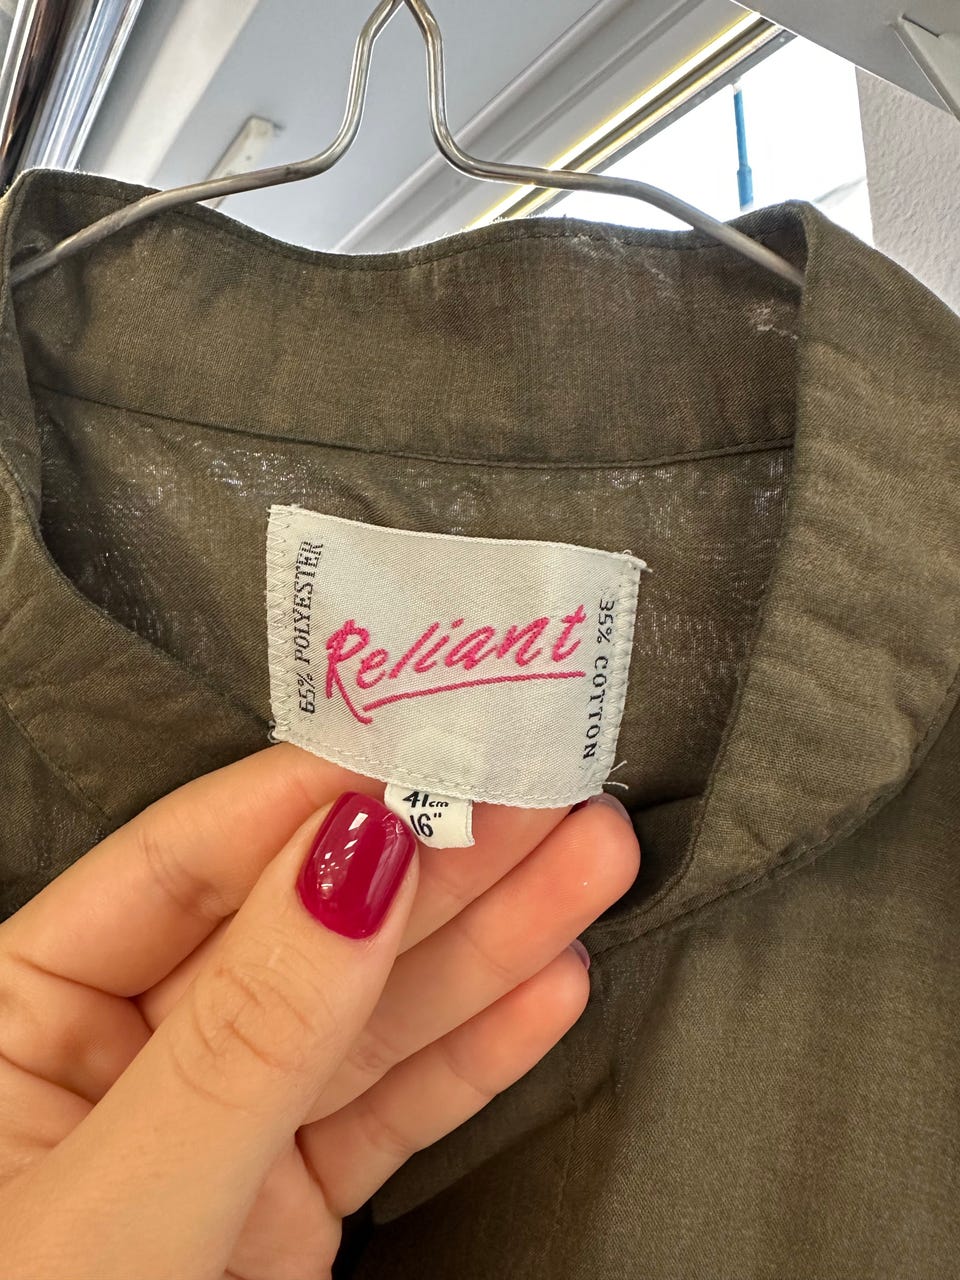 65% POLYESTER
Reliant
35% COTTON
41cm
16"